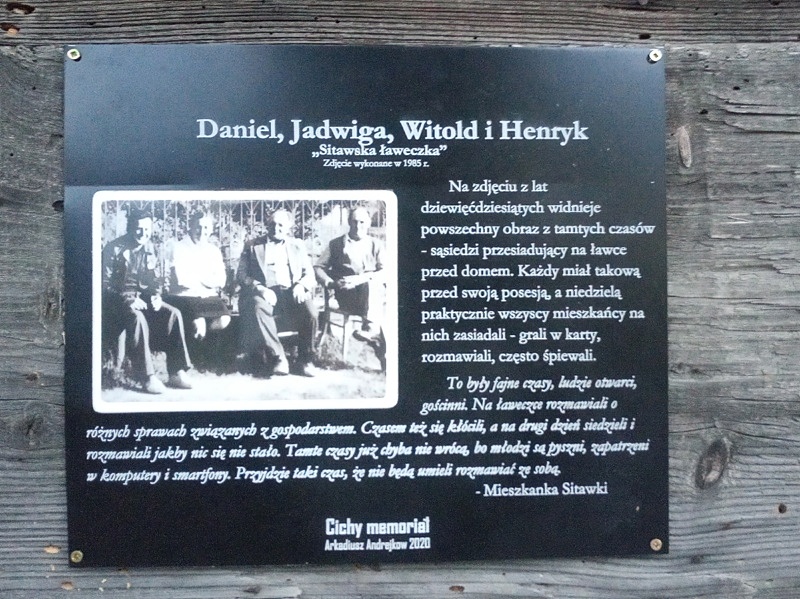 Daniel, Jadwiga, Witold i Henryk
„Sitawska ławeczka”
Zdjęcie wykonane w 1985 r.
Na zdjęciu z lat
dziewięćdziesiątych widnieje
powszechny obraz z tamtych czasów
- sąsiedzi przesiadujący na ławce
przed domem. Każdy miał takową
przed swoją posesją, a niedzielą
praktycznie wszyscy mieszkańcy na
nich zasiadali - grali w karty,
rozmawiali, często śpiewali.
To były fajne czasy, ludzie otwarci,
gościnni. Na ławeczce rozmawiali o
różnych sprawach związanych z gospodarstwem. Czasem też się kłócili, a na drugi dzień siedzieli i
rozmawiali jakby nic się nie stało. Tamte czasy już chyba nie wrócą, bo młodzi są pyszni, zapatrzeni
w komputery i smartfony. Przyjdzie taki czas, że nie będą umieli rozmawiać ze sobą.
- Mieszkanka Sitawki
Cichy memoriał
Arkadiusz Andrejkow 2020